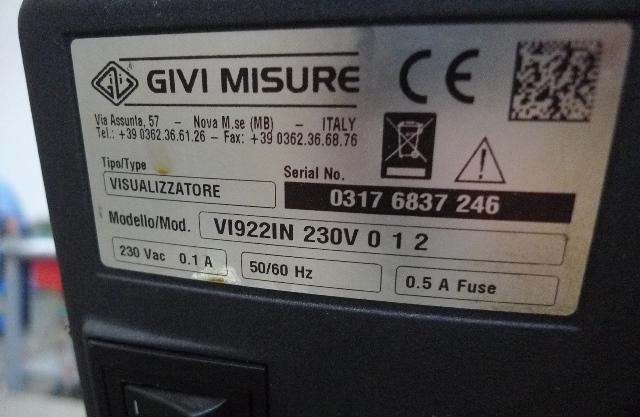 GiVi
®
GIVI MISURE
CE
Via Assunta, 57 – Nova M.se (MB) – ITALY
Tel.: +39 0362.36.61.26 – Fax: +39 0362.36.68.76
Tipo/Type
VISUALIZZATORE
Serial No.
0317 6837 246
Modello/Mod.
VI922IN 230V 0 1 2
230 Vac 0.1 A
50/60 Hz
0.5 A Fuse